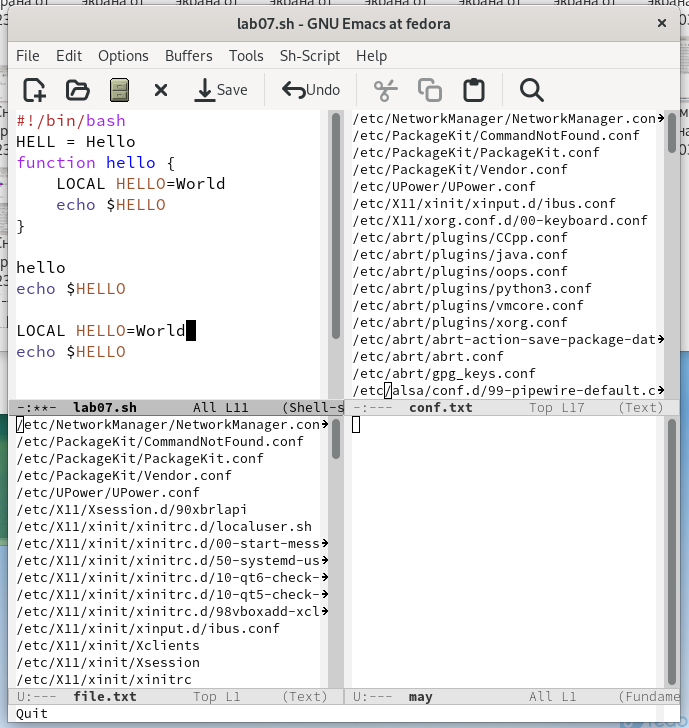 lab07.sh - GNU Emacs at fedora
File Edit Options Buffers Tools Sh-Script Help
Save Undo
#!/bin/bash
HELL = Hello
function hello {
    LOCAL HELLO=World
    echo $HELLO
}
hello
echo $HELLO
LOCAL HELLO=World
echo $HELLO
-:**- lab07.sh All L11 (Shell-s
/etc/NetworkManager/NetworkManager.con
/etc/PackageKit/CommandNotFound.conf
/etc/PackageKit/PackageKit.conf
/etc/PackageKit/Vendor.conf
/etc/UPower/UPower.conf
/etc/X11/xinit/xinput.d/ibus.conf
/etc/X11/xorg.conf.d/00-keyboard.conf
/etc/abrt/plugins/CCpp.conf
/etc/abrt/plugins/java.conf
/etc/abrt/plugins/oops.conf
/etc/abrt/plugins/python3.conf
/etc/abrt/plugins/vmcore.conf
/etc/abrt/plugins/xorg.conf
/etc/abrt/abrt-action-save-package-dat
/etc/abrt/abrt.conf
/etc/abrt/gpg_keys.conf
/etc/alsa/conf.d/99-pipewire-default.c
-:--- conf.txt Top L17 (Text)
/etc/NetworkManager/NetworkManager.con
/etc/PackageKit/CommandNotFound.conf
/etc/PackageKit/PackageKit.conf
/etc/PackageKit/Vendor.conf
/etc/UPower/UPower.conf
/etc/X11/Xsession.d/90xbrlapi
/etc/X11/xinit/xinitrc.d/localuser.sh
/etc/X11/xinit/xinitrc.d/00-start-mess
/etc/X11/xinit/xinitrc.d/50-systemd-us
/etc/X11/xinit/xinitrc.d/10-qt6-check-
/etc/X11/xinit/xinitrc.d/10-qt5-check-
/etc/X11/xinit/xinitrc.d/98vboxadd-xcl
/etc/X11/xinit/xinput.d/ibus.conf
/etc/X11/xinit/Xclients
/etc/X11/xinit/Xsession
/etc/X11/xinit/xinitrc
U:--- file.txt Top L1 (Text)
U:--- may All L1 (Fundame
Quit